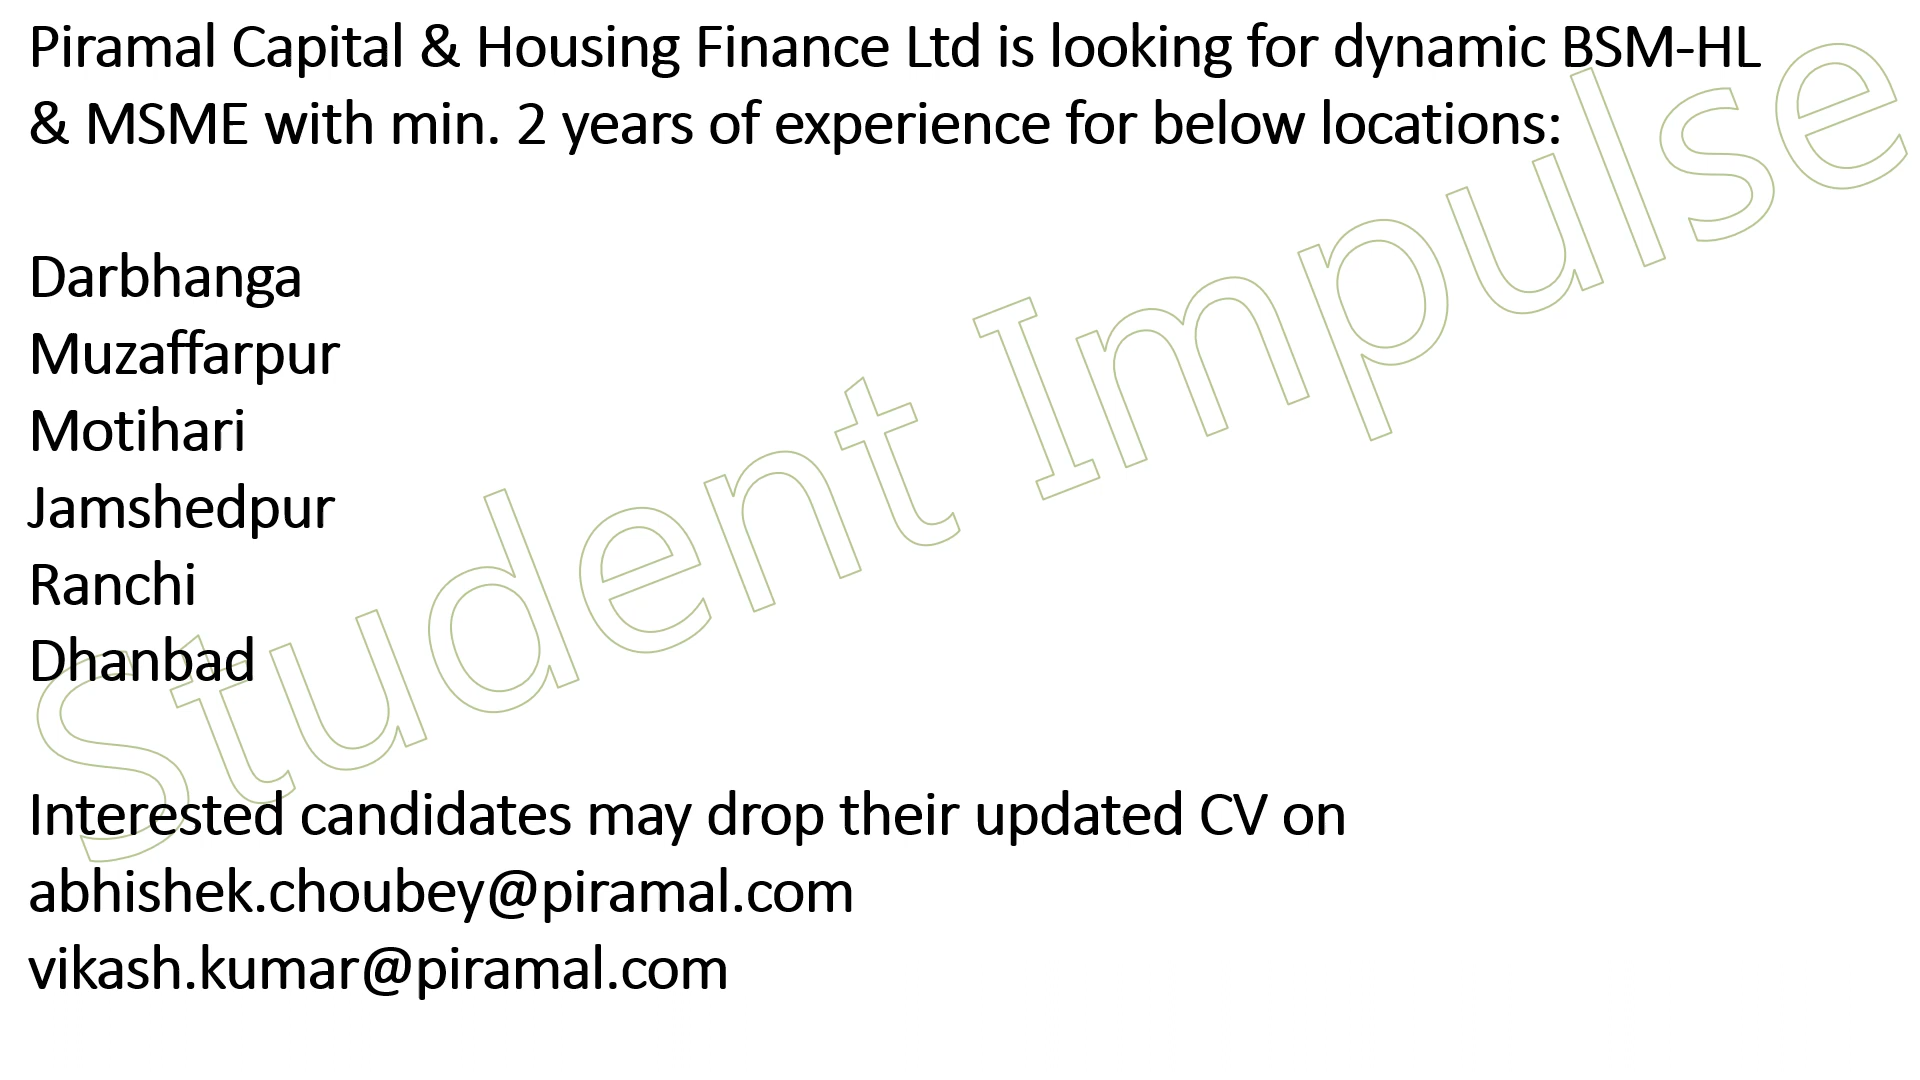 Piramal Capital & Housing Finance Ltd is looking for dynamic BSM-HL
& MSME with min. 2 years of experience for below locations:
Darbhanga
Muzaffarpur
Motihari
Jamshedpur
Ranchi
Dhanbad
Interested candidates may drop their updated CV on
abhishek.choubey@piramal.com
vikash.kumar@piramal.com
Student Impulse